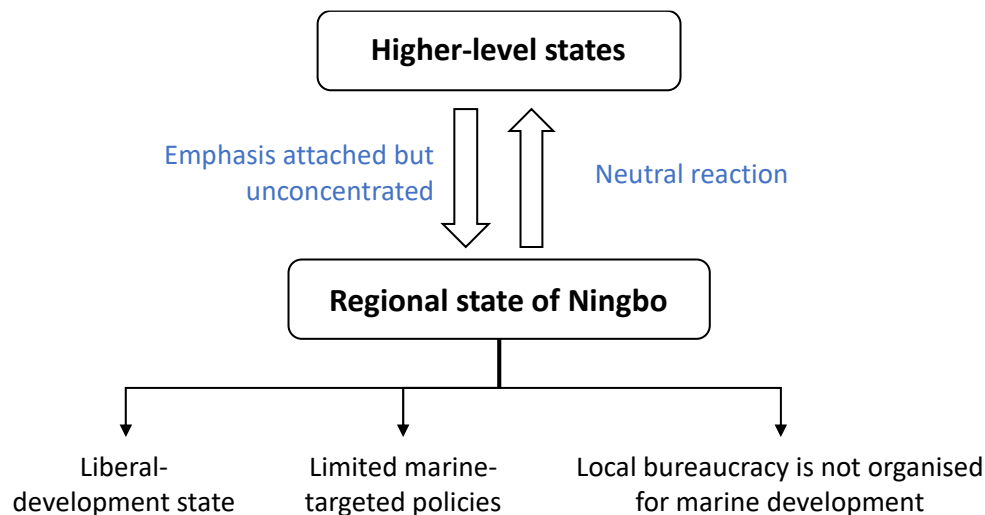 Higher-level states
Emphasis attached but
unconcentrated
Neutral reaction
Regional state of Ningbo
Liberal-
development state
Limited marine-
targeted policies
Local bureaucracy is not organised
for marine development